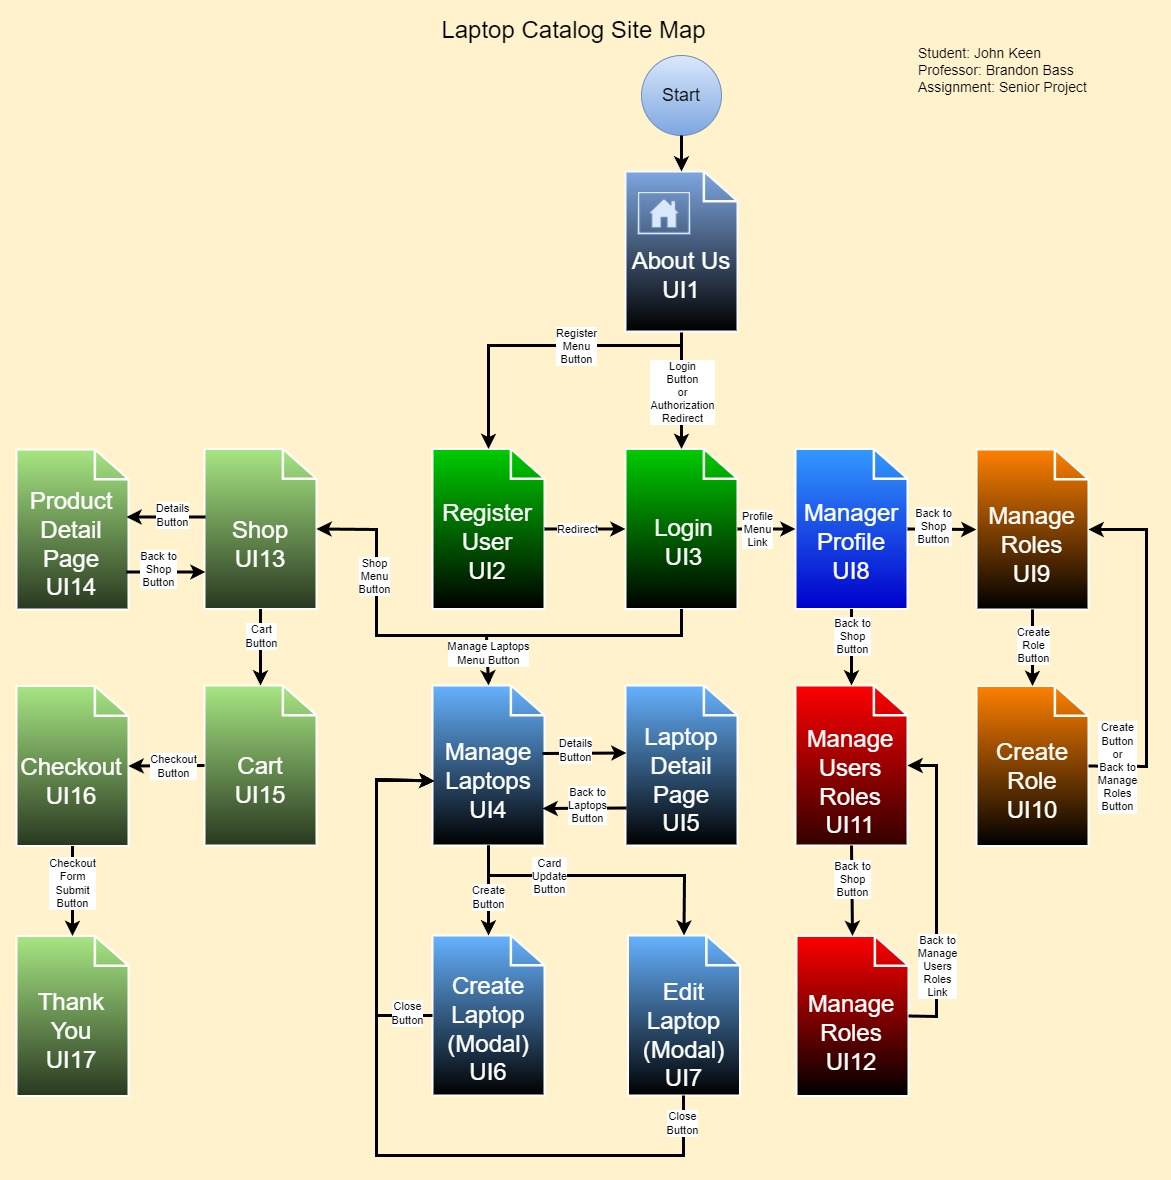 Laptop Catalog Site Map
Student: John Keen
Professor: Brandon Bass
Assignment: Senior Project
Start
About Us
UI1
Register
Menu
Button
Login
Button
or
Authorization
Redirect
Product
Detail
Page
UI14
Details
Button
Back to
Shop
Button
Shop
UI13
Shop
Menu
Button
Register
User
UI2
Redirect
Login
UI3
Profile
Menu
Link
Manager
Profile
UI8
Back to
Shop
Button
Manage
Roles
UI9
Cart
Button
Manage Laptops
Menu Button
Back to
Shop
Button
Create
Role
Button
Checkout
UI16
Checkout
Button
Cart
UI15
Manage
Laptops
UI4
Details
Button
Back to
Laptops
Button
Laptop
Detail
Page
UI5
Manage
Users
Roles
UI11
Create
Role
UI10
Create
Button
or
Back to
Manage
Roles
Button
Checkout
Form
Submit
Button
Create
Button
Card
Update
Button
Back to
Shop
Button
Thank
You
UI17
Close
Button
Create
Laptop
(Modal)
UI6
Edit
Laptop
(Modal)
UI7
Manage
Roles
UI12
Back to
Manage
Users
Roles
Link
Close
Button